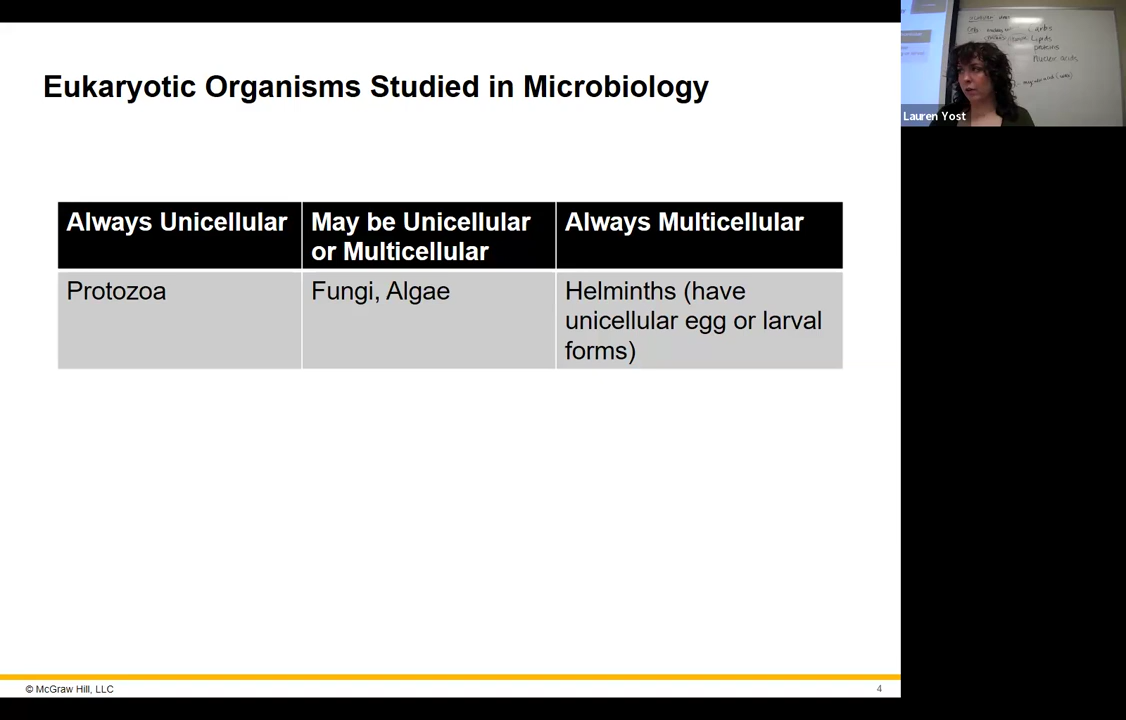 Eukaryotic Organisms Studied in Microbiology
Always Unicellular
May be Unicellular
or Multicellular
Always Multicellular
Protozoa
Fungi, Algae
Helminths (have
unicellular egg or larval
forms)
© McGraw Hill, LLC
4
Carbs
Lipids
proteins
Nucleic acids
Lauren Yost